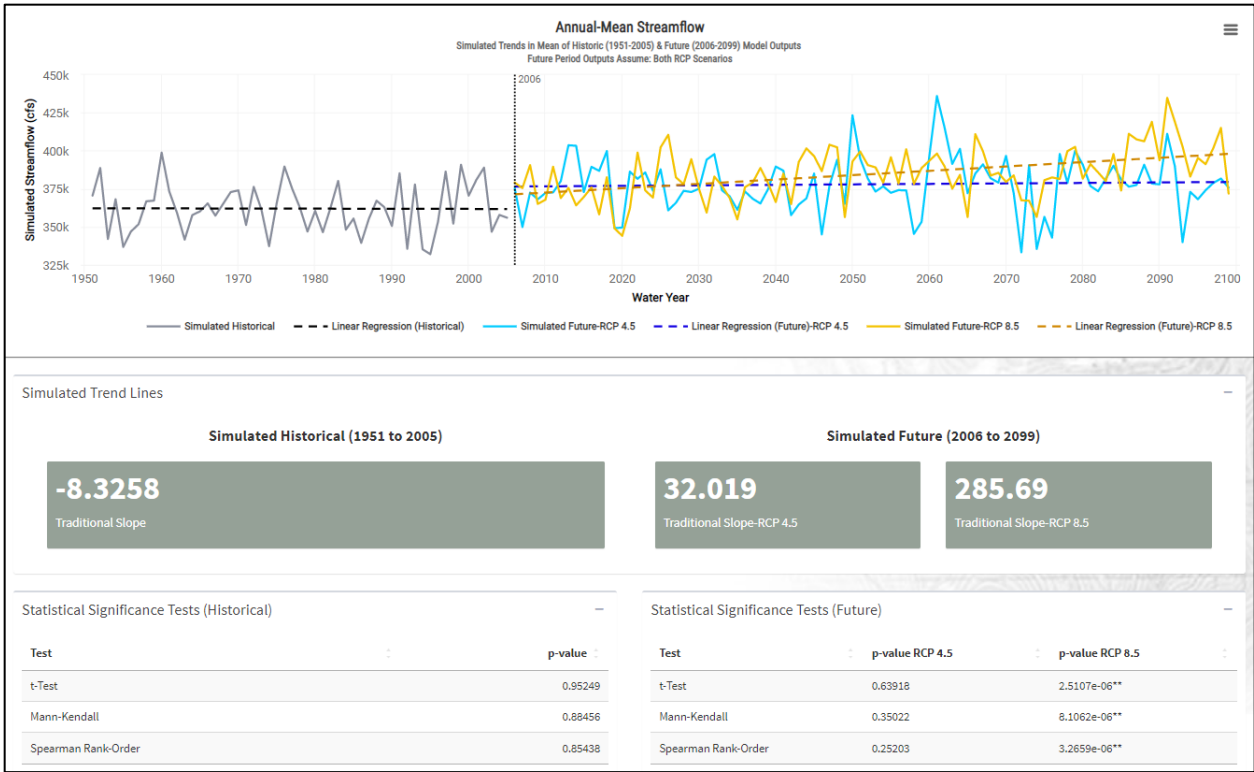 Annual-Mean Streamflow
Simulated Trends in Mean of Historic (1951-2005) & Future (2006-2099) Model Outputs
Future Period Outputs Assume: Both RCP Scenarios
Simulated Streamflow (cfs)
450k
425k
400k
375k
350k
325k
2006
1950 1960 1970 1980 1990 2000 2010 2020 2030 2040 2050 2060 2070 2080 2090 2100
Water Year
Simulated Historical Linear Regression (Historical) Simulated Future-RCP 4.5 Linear Regression (Future)-RCP 4.5 Simulated Future-RCP 8.5 Linear Regression (Future)-RCP 8.5
Simulated Trend Lines
Simulated Historical (1951 to 2005) Simulated Future (2006 to 2099)
-8.3258 32.019 285.69
Traditional Slope Traditional Slope-RCP 4.5 Traditional Slope-RCP 8.5
Statistical Significance Tests (Historical)
Test p-value
t-Test 0.95249
Mann-Kendall 0.88456
Spearman Rank-Order 0.85438
Statistical Significance Tests (Future)
Test p-value RCP 4.5 p-value RCP 8.5
t-Test 0.63918 2.5107e-06**
Mann-Kendall 0.35022 8.1062e-06**
Spearman Rank-Order 0.25203 3.2659e-06**